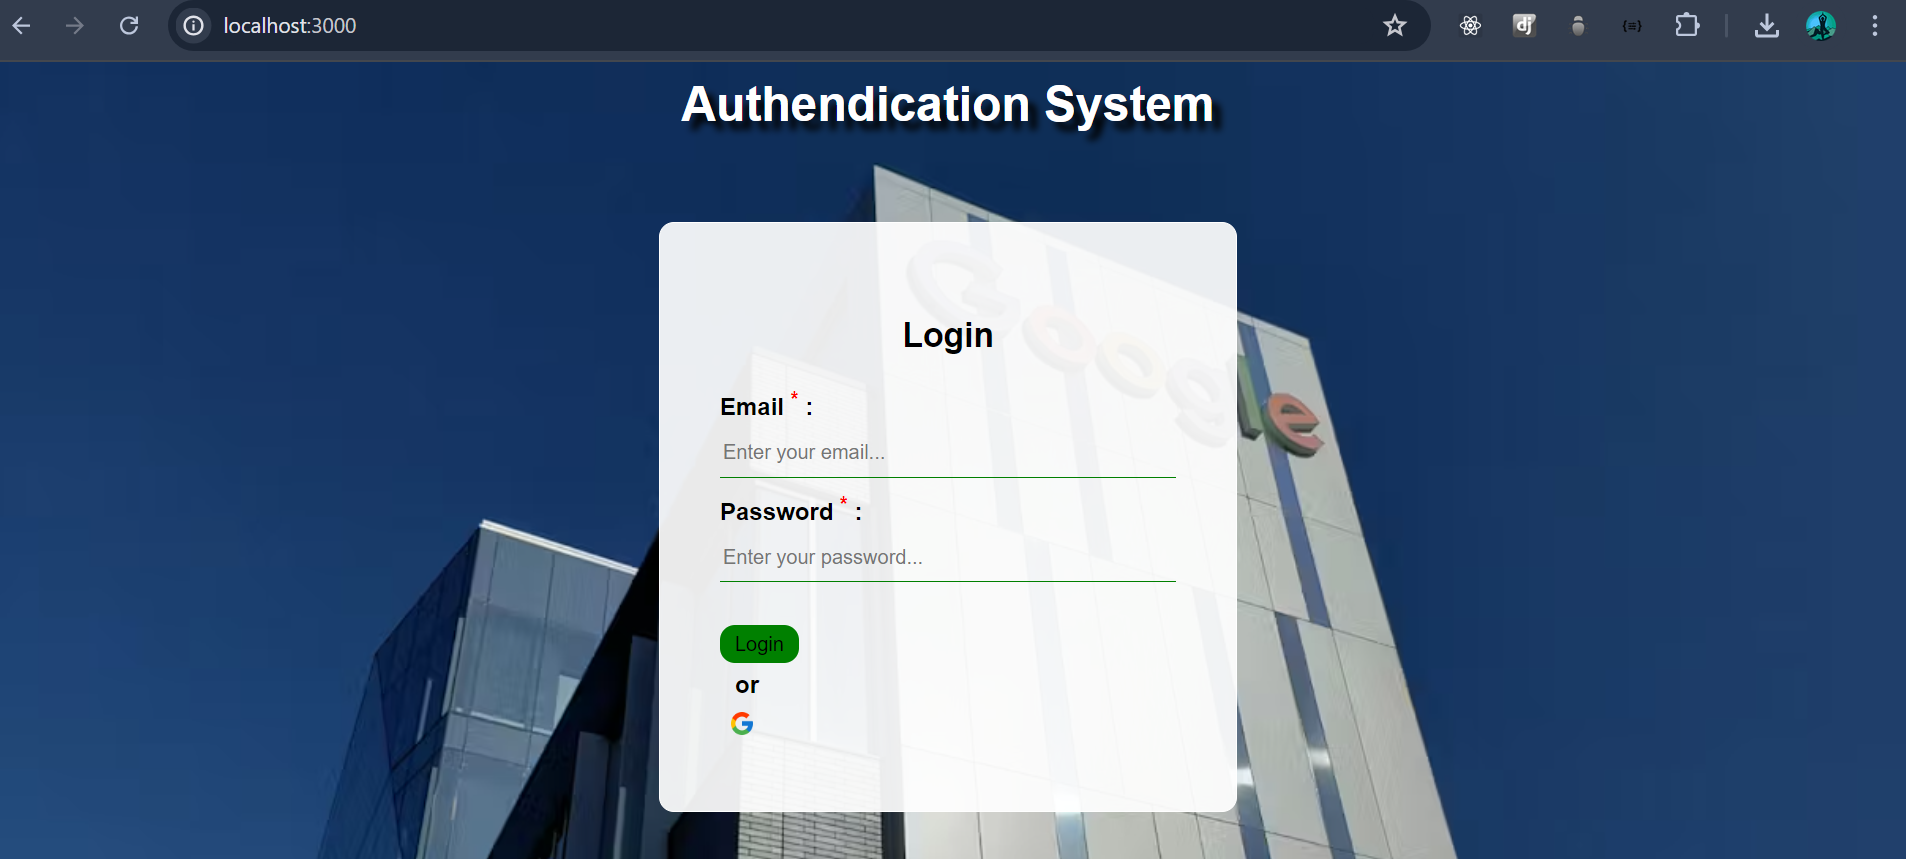 localhost:3000
dj
{≡}
Authendication System
Google
Login
Email * :
Enter your email...
Password * :
Enter your password...
Login
or
G